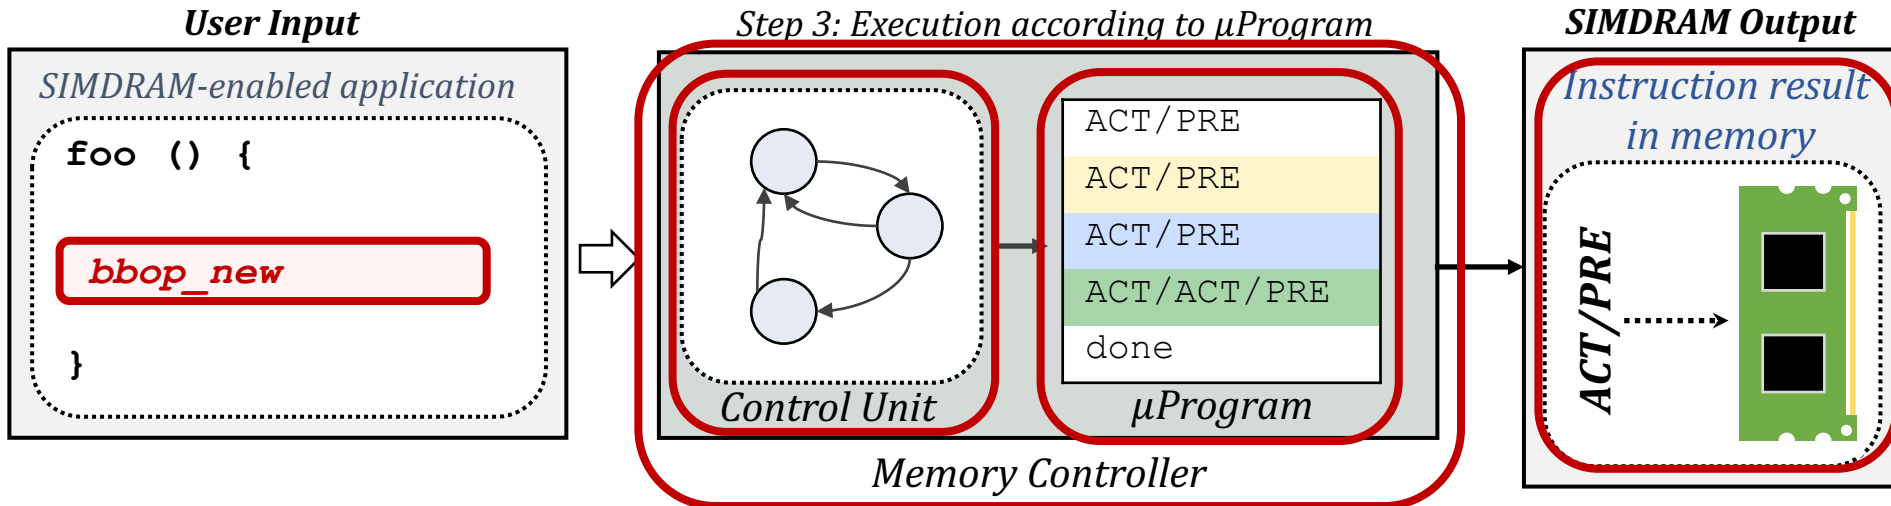 User Input
SIMDRAM-enabled application
foo () {
bbop_new
}
Step 3: Execution according to μProgram
Control Unit
ACT/PRE
ACT/PRE
ACT/PRE
ACT/ACT/PRE
done
μProgram
Memory Controller
SIMDRAM Output
Instruction result
in memory
ACT/PRE